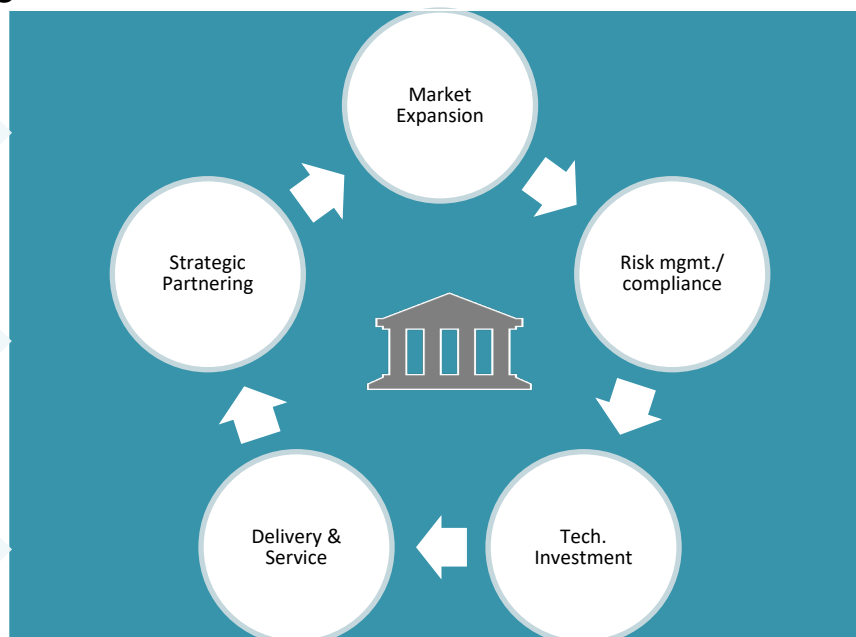 Market
Expansion
Risk mgmt./
compliance
Tech.
Investment
Delivery &
Service
Strategic
Partnering